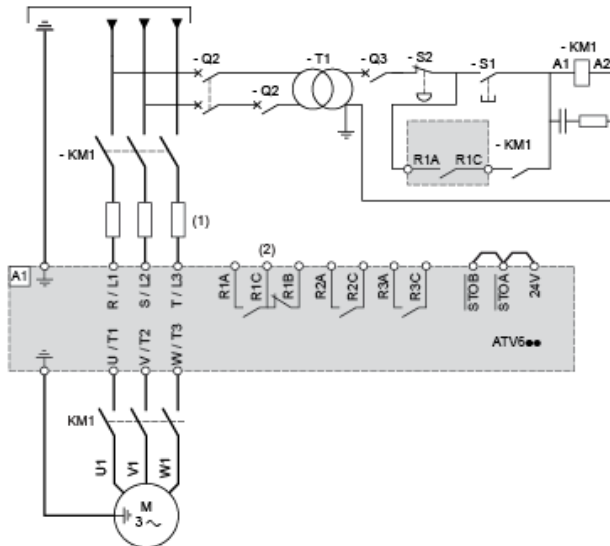 - Q2
- T1
- Q3
- S2
- S1
- KM1
A1
A2
- Q2
- KM1
- KM1
R1A
R1C
(1)
(2)
A1
R / L1
S / L2
T / L3
R1A
R1C
R1B
R2A
R2C
R3A
R3C
STOB
STOA
24V
U / T1
V / T2
W / T3
ATV6●●
KM1
U1
V1
W1
M
3 ~